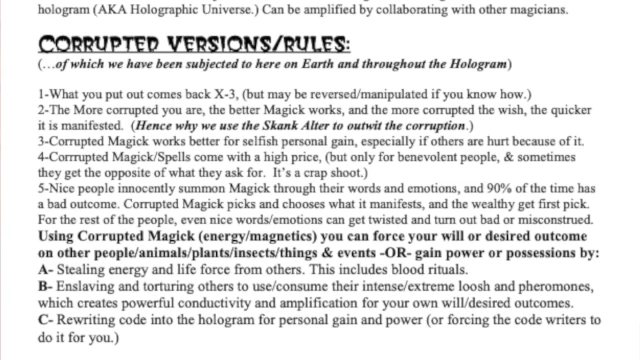 hologram (AKA Holographic Universe.) Can be amplified by collaborating with other magicians.
CORRUPTED VERSIONS/RULES:
(…of which we have been subjected to here on Earth and throughout the Hologram)
1-What you put out comes back X-3, (but may be reversed/manipulated if you know how.)
2-The More corrupted you are, the better Magick works, and the more corrupted the wish, the quicker
it is manifested. (Hence why we use the Skank Alter to outwit the corruption.)
3-Corrupted Magick works better for selfish personal gain, especially if others are hurt because of it.
4-Corrrupted Magick/Spells come with a high price, (but only for benevolent people, & sometimes
they get the opposite of what they ask for. It's a crap shoot.)
5-Nice people innocently summon Magick through their words and emotions, and 90% of the time has
a bad outcome. Corrupted Magick picks and chooses what it manifests, and the wealthy get first pick.
For the rest of the people, even nice words/emotions can get twisted and turn out bad or misconstrued.
Using Corrupted Magick (energy/magnetics) you can force your will or desired outcome
on other people/animals/plants/insects/things & events -OR- gain power or possessions by:
A- Stealing energy and life force from others. This includes blood rituals.
B- Enslaving and torturing others to use/consume their intense/extreme loosh and pheromones,
which creates powerful conductivity and amplification for your own will/desired outcomes.
C- Rewriting code into the hologram for personal gain and power (or forcing the code writers to
do it for you.)